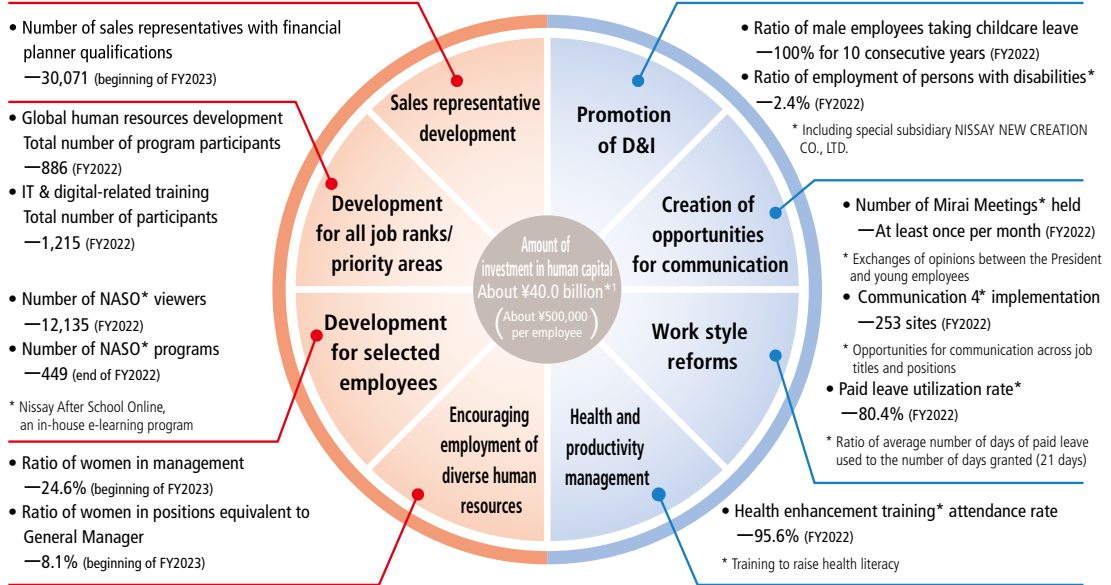 • Number of sales representatives with financial
planner qualifications
—30,071 (beginning of FY2023)
• Global human resources development
Total number of program participants
—886 (FY2022)
• IT & digital-related training
Total number of participants
—1,215 (FY2022)
• Number of NASO* viewers
—12,135 (FY2022)
• Number of NASO* programs
—449 (end of FY2022)
* Nissay After School Online,
an in-house e-learning program
• Ratio of women in management
—24.6% (beginning of FY2023)
• Ratio of women in positions equivalent to
General Manager
—8.1% (beginning of FY2023)
Sales representative
development
Development
for all job ranks/
priority areas
Development
for selected
employees
Encouraging
employment of
diverse human
resources
Amount of
investment in human capital
About ¥40.0 billion*1
(About ¥500,000
per employee)
Promotion
of D&I
Creation of
opportunities
for communication
Work style
reforms
Health and
productivity
management
• Ratio of male employees taking childcare leave
—100% for 10 consecutive years (FY2022)
• Ratio of employment of persons with disabilities*
—2.4% (FY2022)
* Including special subsidiary NISSAY NEW CREATION
CO., LTD.
• Number of Mirai Meetings* held
—At least once per month (FY2022)
* Exchanges of opinions between the President
and young employees
• Communication 4* implementation
—253 sites (FY2022)
* Opportunities for communication across job
titles and positions
• Paid leave utilization rate*
—80.4% (FY2022)
* Ratio of average number of days of paid leave
used to the number of days granted (21 days)
• Health enhancement training* attendance rate
—95.6% (FY2022)
* Training to raise health literacy